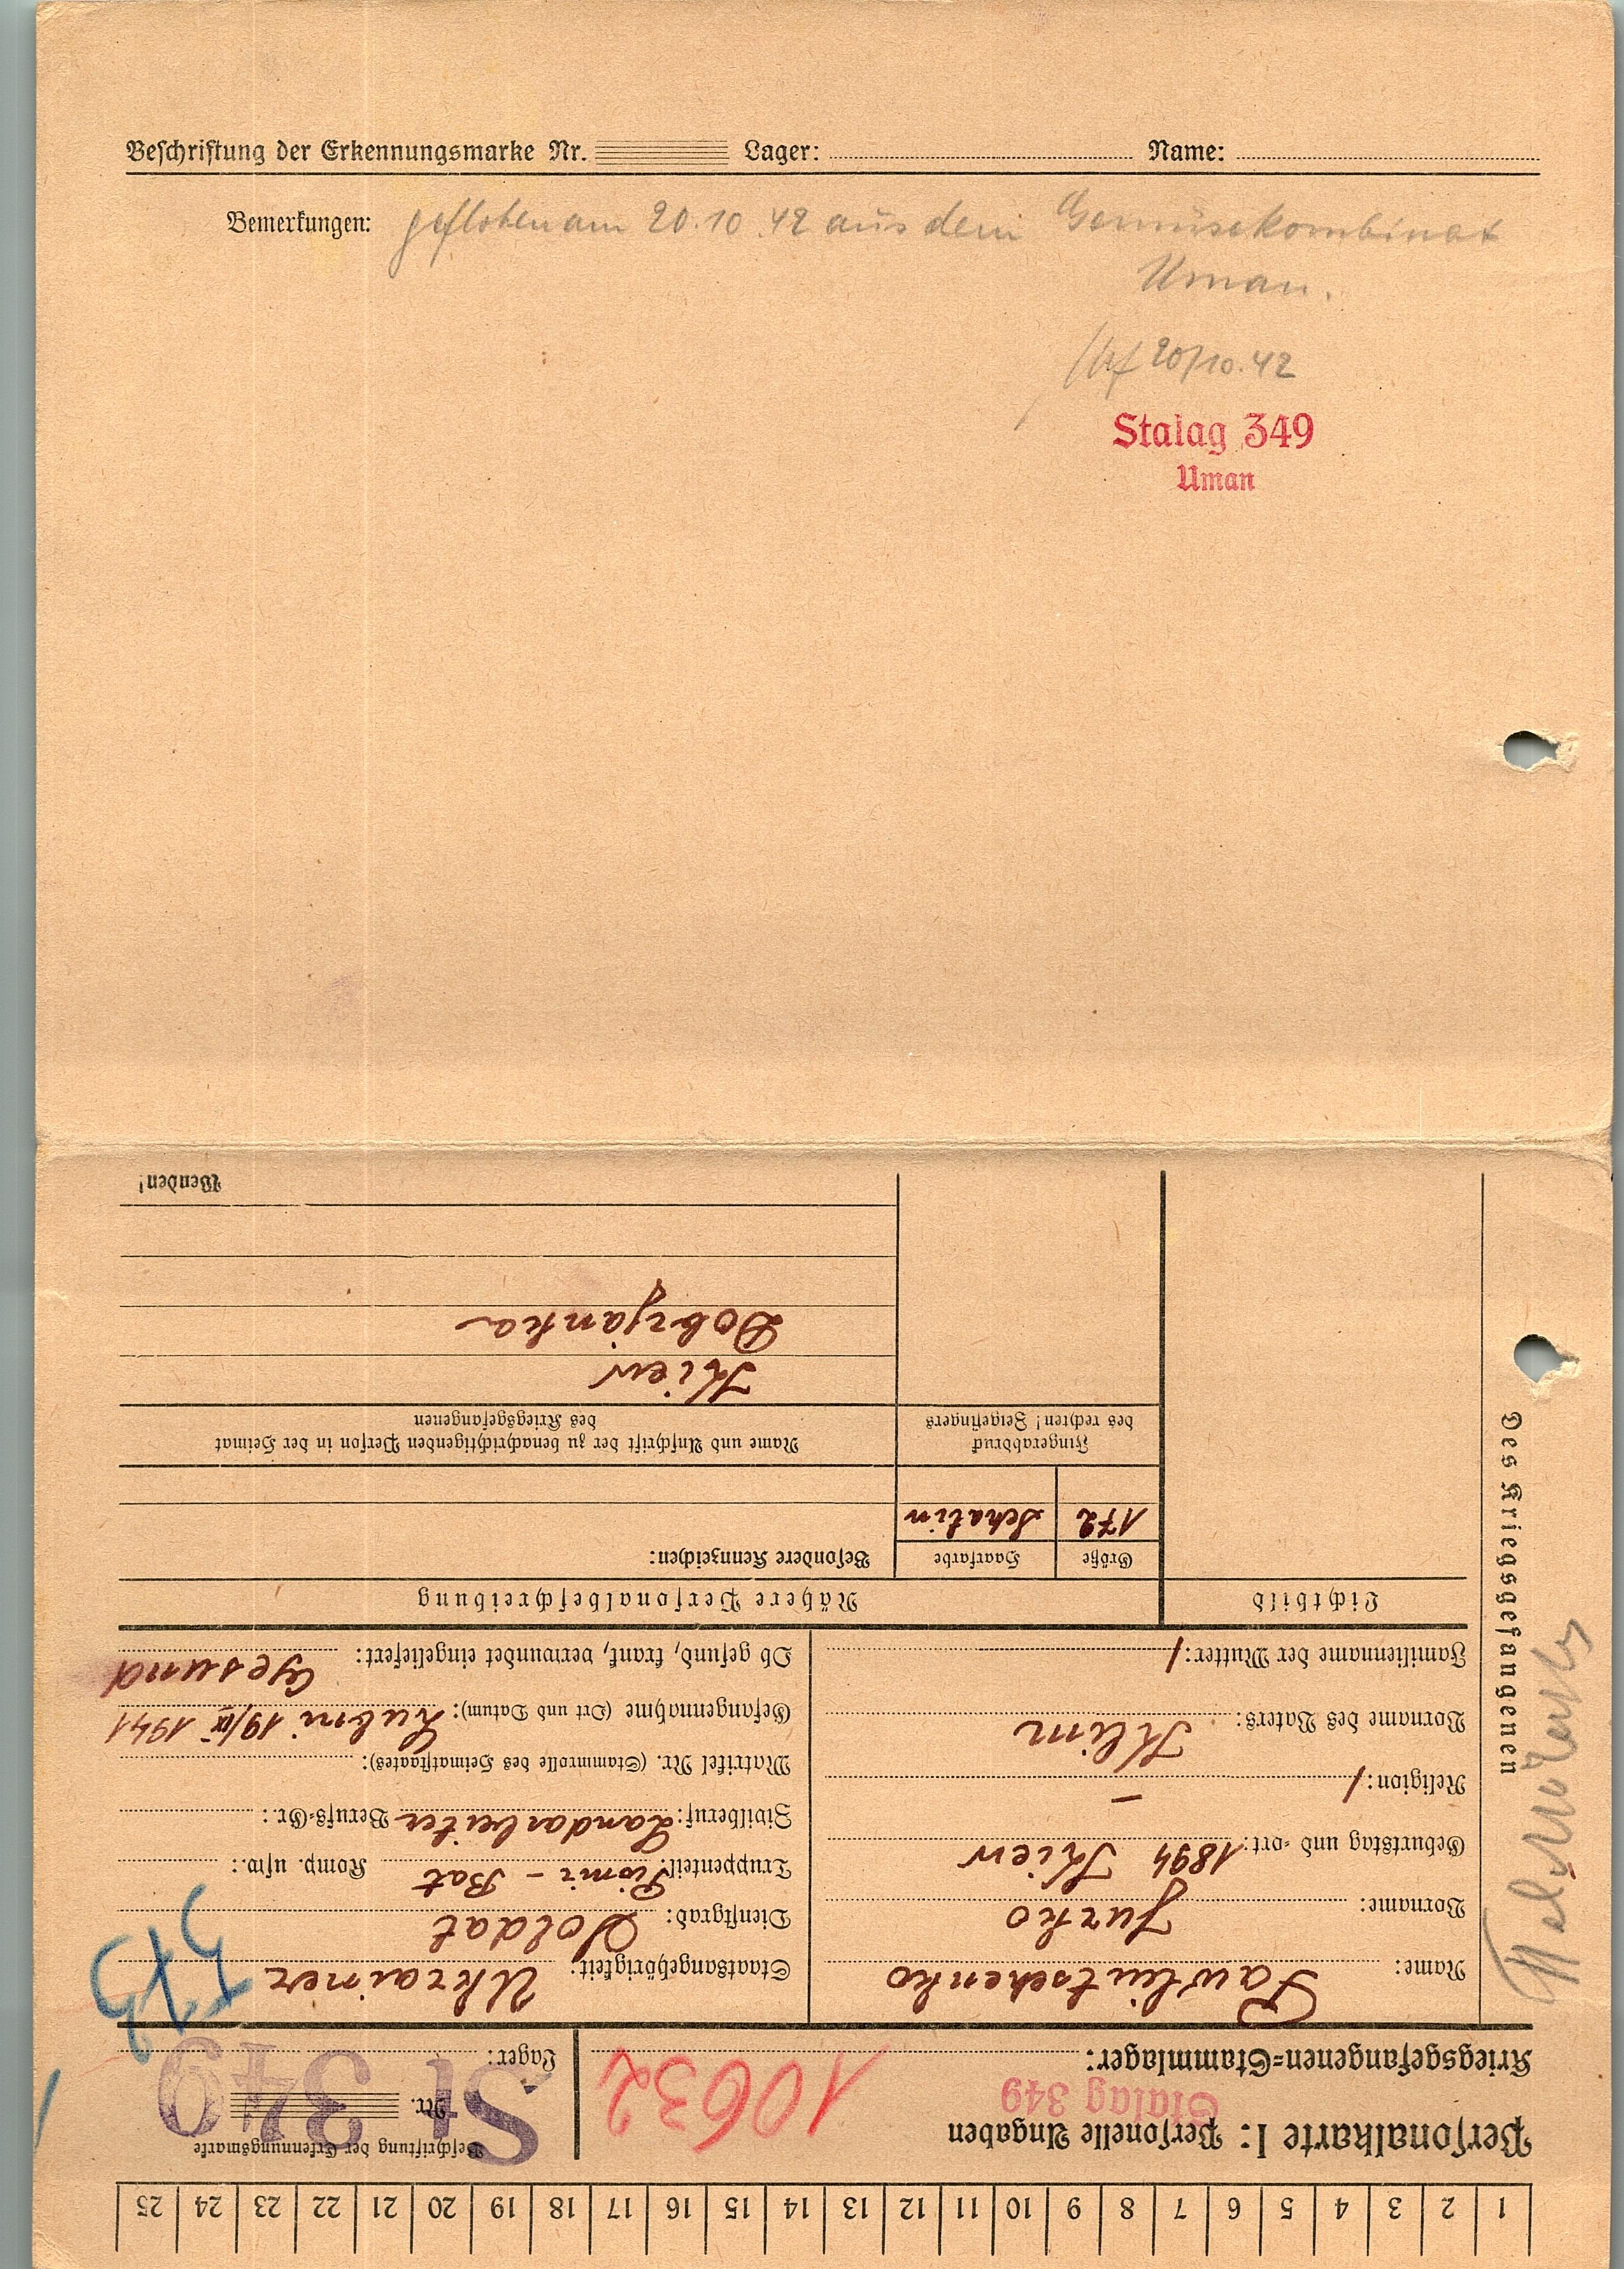 Beschriftung der Erkennungsmarke Nr. Lager: Name:
Bemerkungen: geflohen am 20.10.42 aus dem Gemüsekombinat
Uman.
20/10.42
Stalag 349
Uman
1 2 3 4 5 6 7 8 9 10 11 12 13 14 15 16 17 18 19 20 21 22 23 24 25
Personalkarte I: Personelle Angaben
Stalag 349
Kriegsgefangenen-Stammlager:
10632
Beschriftung der Erkennungsmarke
Nr.
St 349
Lager:
573
Des Kriegsgefangenen
Name: Pawlütschenko
Vorname: Jurko
Geburtstag und -ort: 1894 Kiew
Religion: –
Vorname des Vaters: Klim
Familienname der Mutter:
Staatsangehörigkeit: Ukrainer
Dienstgrad: Soldat
Truppenteil: Pionir-Bat Komp. usw.:
Zivilberuf: Landarbeiter Berufs-Gr.:
Matrikel Nr. (Stammrolle des Heimatstaates):
Gefangennahme (Ort und Datum): Lubni 19/IX 1941
Ob gesund, krank, verwundet eingeliefert: Gesund
Lichtbild
Nähere Personalbeschreibung
Größe Haarfarbe Besondere Kennzeichen:
172 Schatin
Fingerabdruck
des rechten! Zeigefingers
Name und Anschrift der zu benachrichtigenden Person in der Heimat
des Kriegsgefangenen
Kiew
Dobrjanka
Wenden!